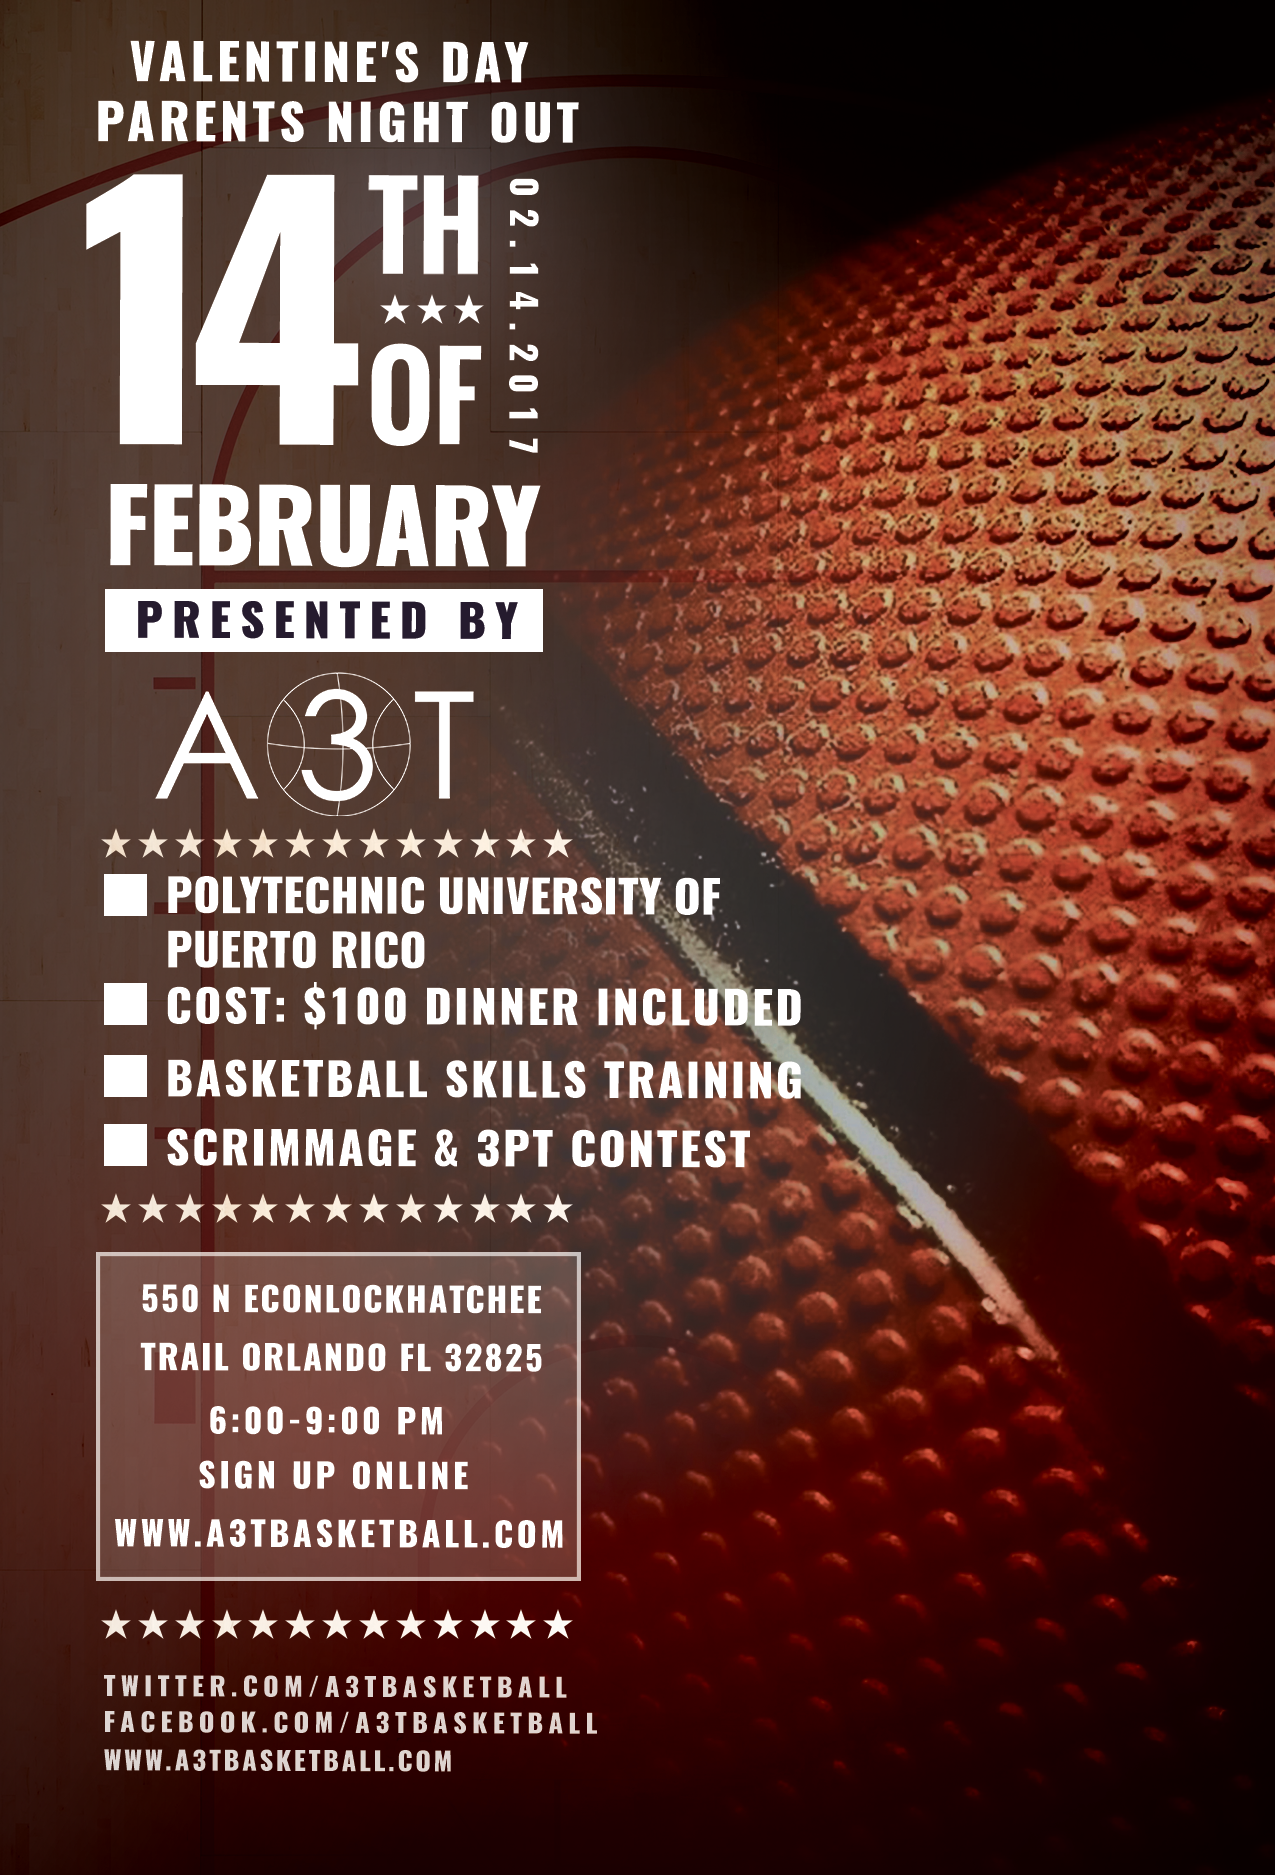 VALENTINE'S DAY
PARENTS NIGHT OUT
14
TH
OF
02.14.2017
FEBRUARY
PRESENTED BY
A3T
POLYTECHNIC UNIVERSITY OF
PUERTO RICO
COST: $100 DINNER INCLUDED
BASKETBALL SKILLS TRAINING
SCRIMMAGE & 3PT CONTEST
550 N ECONLOCKHATCHEE
TRAIL ORLANDO FL 32825
6:00-9:00 PM
SIGN UP ONLINE
WWW.A3TBASKETBALL.COM
TWITTER.COM/A3TBASKETBALL
FACEBOOK.COM/A3TBASKETBALL
WWW.A3TBASKETBALL.COM